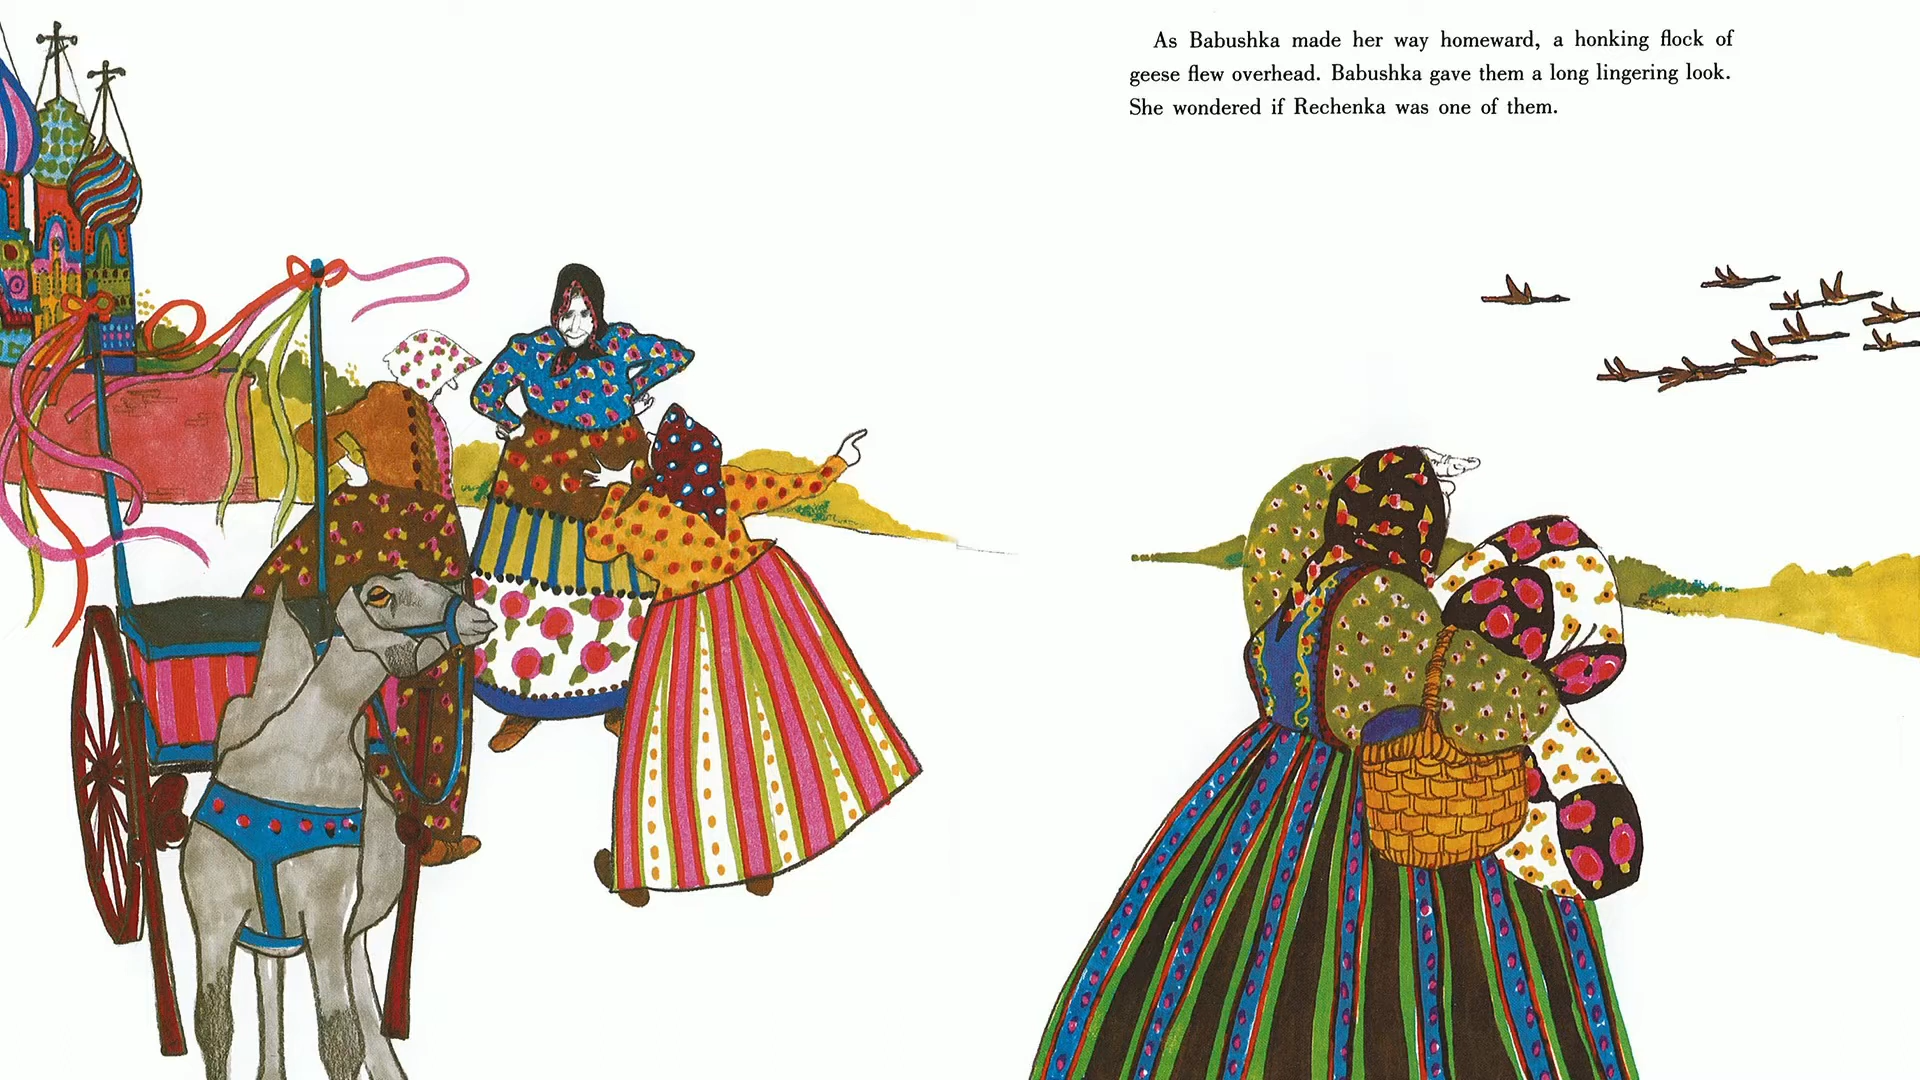 As Babushka made her way homeward, a honking flock of
geese flew overhead. Babushka gave them a long lingering look.
She wondered if Rechenka was one of them.